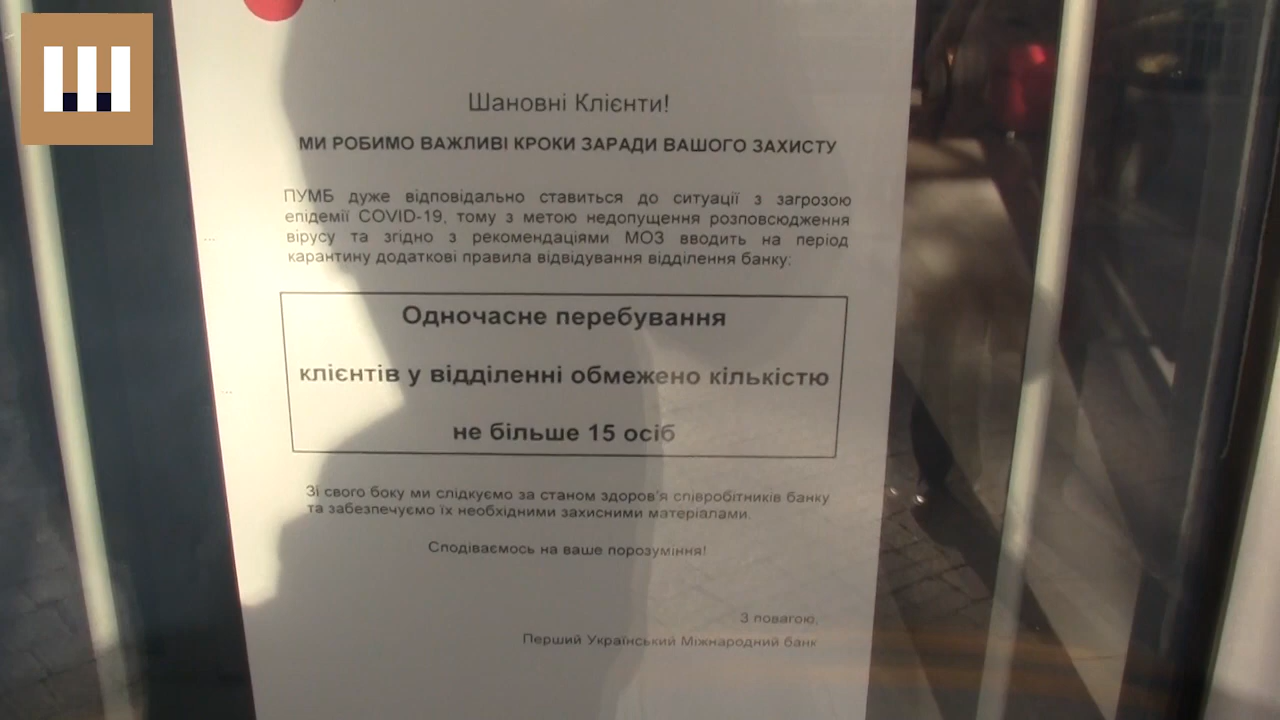 Шановні Клієнти!
МИ РОБИМО ВАЖЛИВІ КРОКИ ЗАРАДИ ВАШОГО ЗАХИСТУ
ПУМБ дуже відповідально ставиться до ситуації з загрозою
епідемії COVID-19, тому з метою недопущення розповсюдження
вірусу та згідно з рекомендаціями МОЗ вводить на період
карантину додаткові правила відвідування відділення банку:
Одночасне перебування
клієнтів у відділенні обмежено кількістю
не більше 15 осіб
Зі свого боку ми слідкуємо за станом здоров'я співробітників банку
та забезпечуємо їх необхідними захисними матеріалами.
Сподіваємось на ваше порозуміння!
З повагою,
Перший Український Міжнародний банк